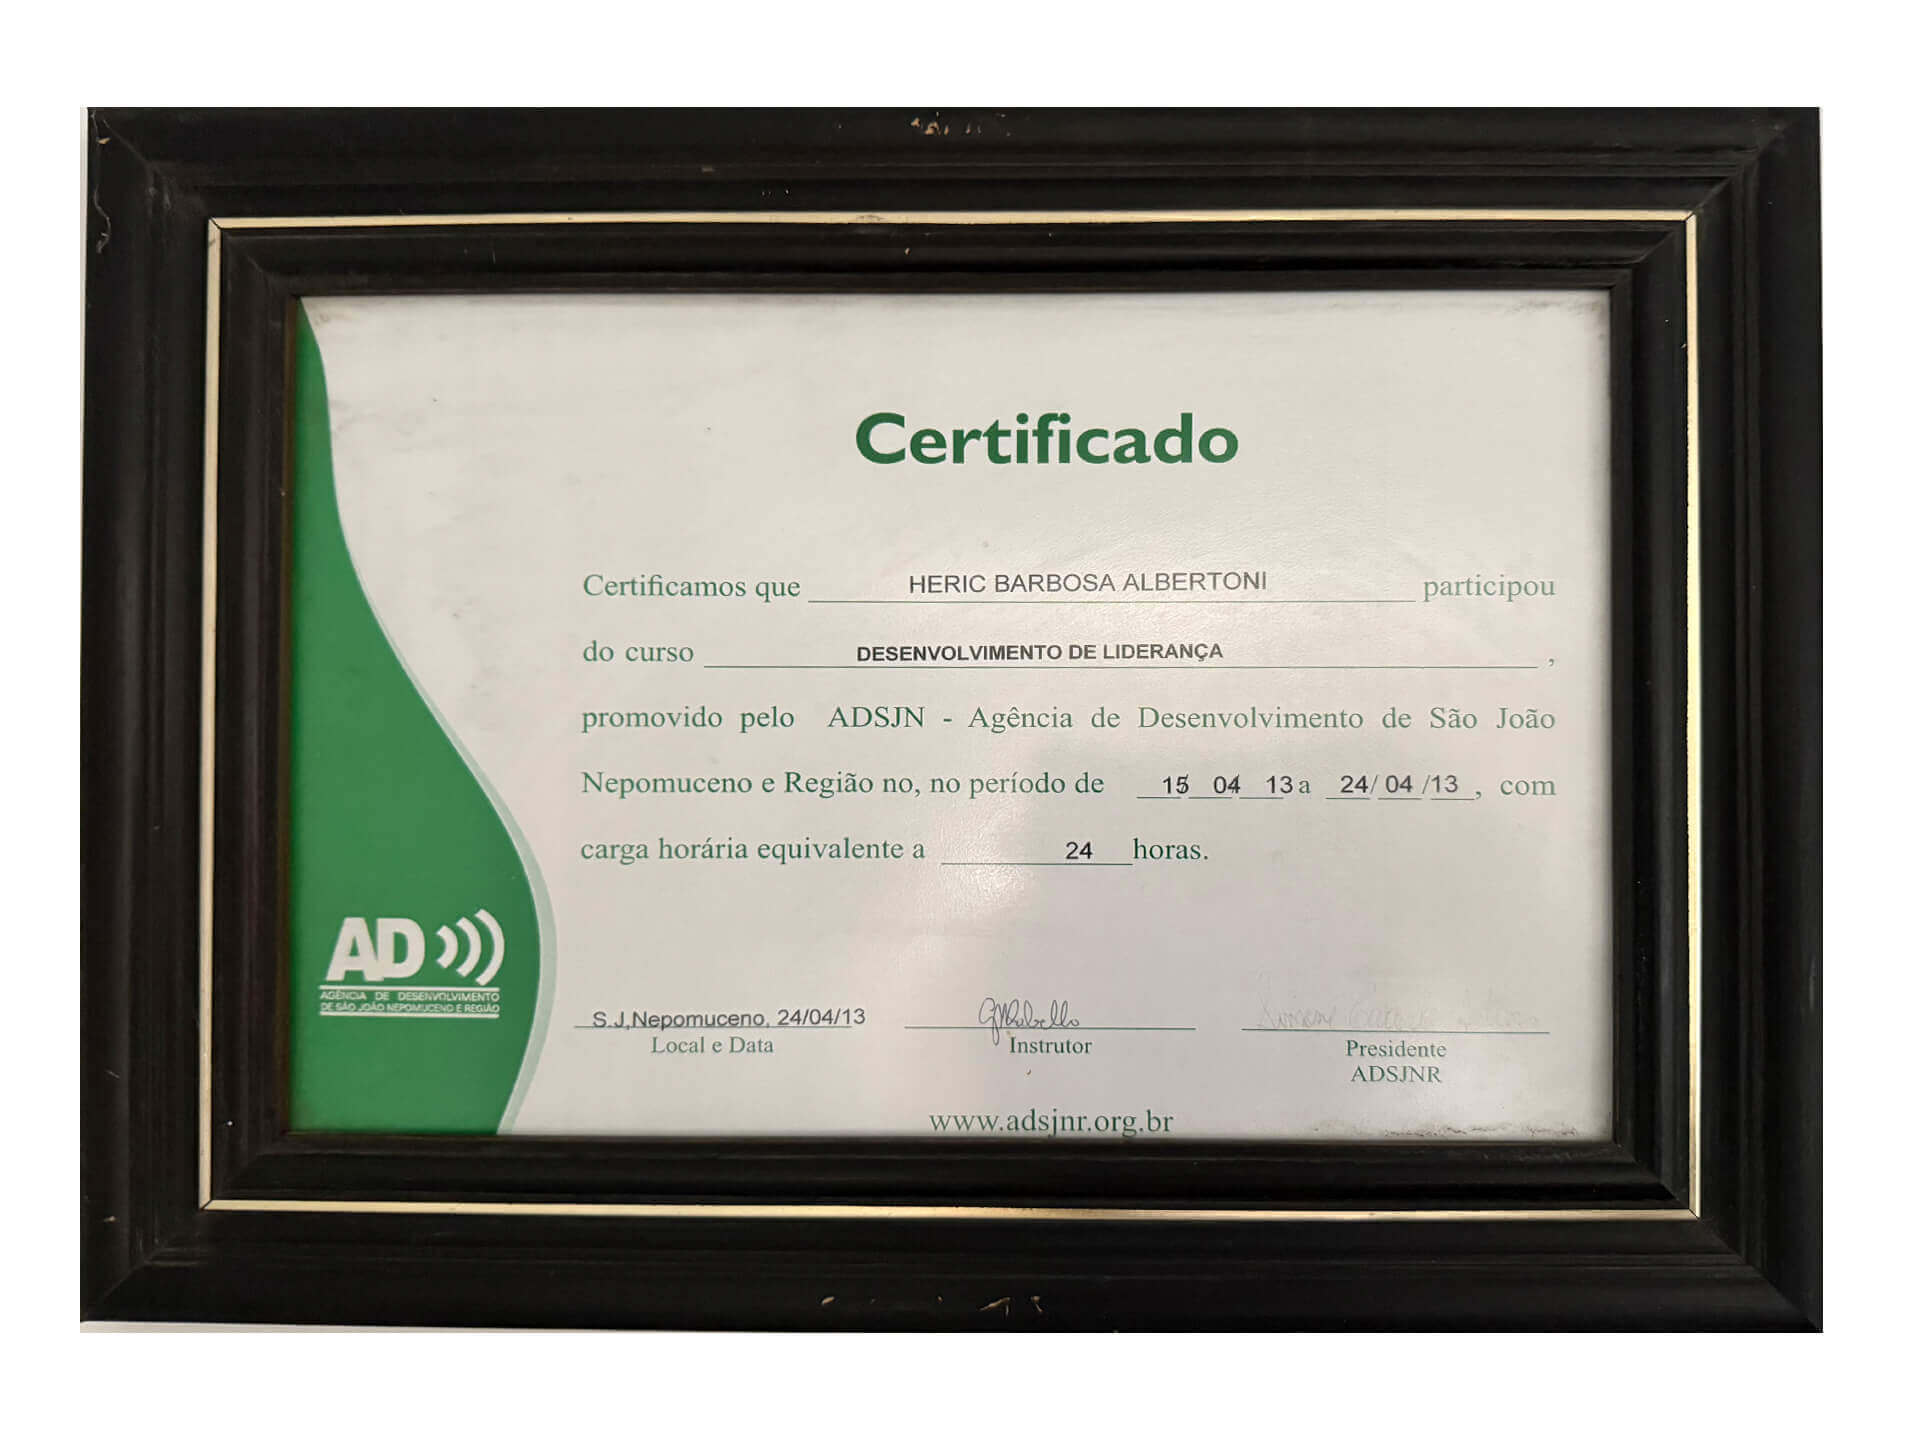 Certificado
Certificamos que HERIC BARBOSA ALBERTONI participou
do curso DESENVOLVIMENTO DE LIDERANÇA ,
promovido pelo ADSJN - Agência de Desenvolvimento de São João
Nepomuceno e Região no, no período de 15/ 04/ 13 a 24/ 04 /13 , com
carga horária equivalente a 24 horas.
AD
AGÊNCIA DE DESENVOLVIMENTO
DE SÃO JOÃO NEPOMUCENO E REGIÃO
S.J,Nepomuceno, 24/04/13
Local e Data
Instrutor
Presidente
ADSJNR
www.adsjnr.org.br